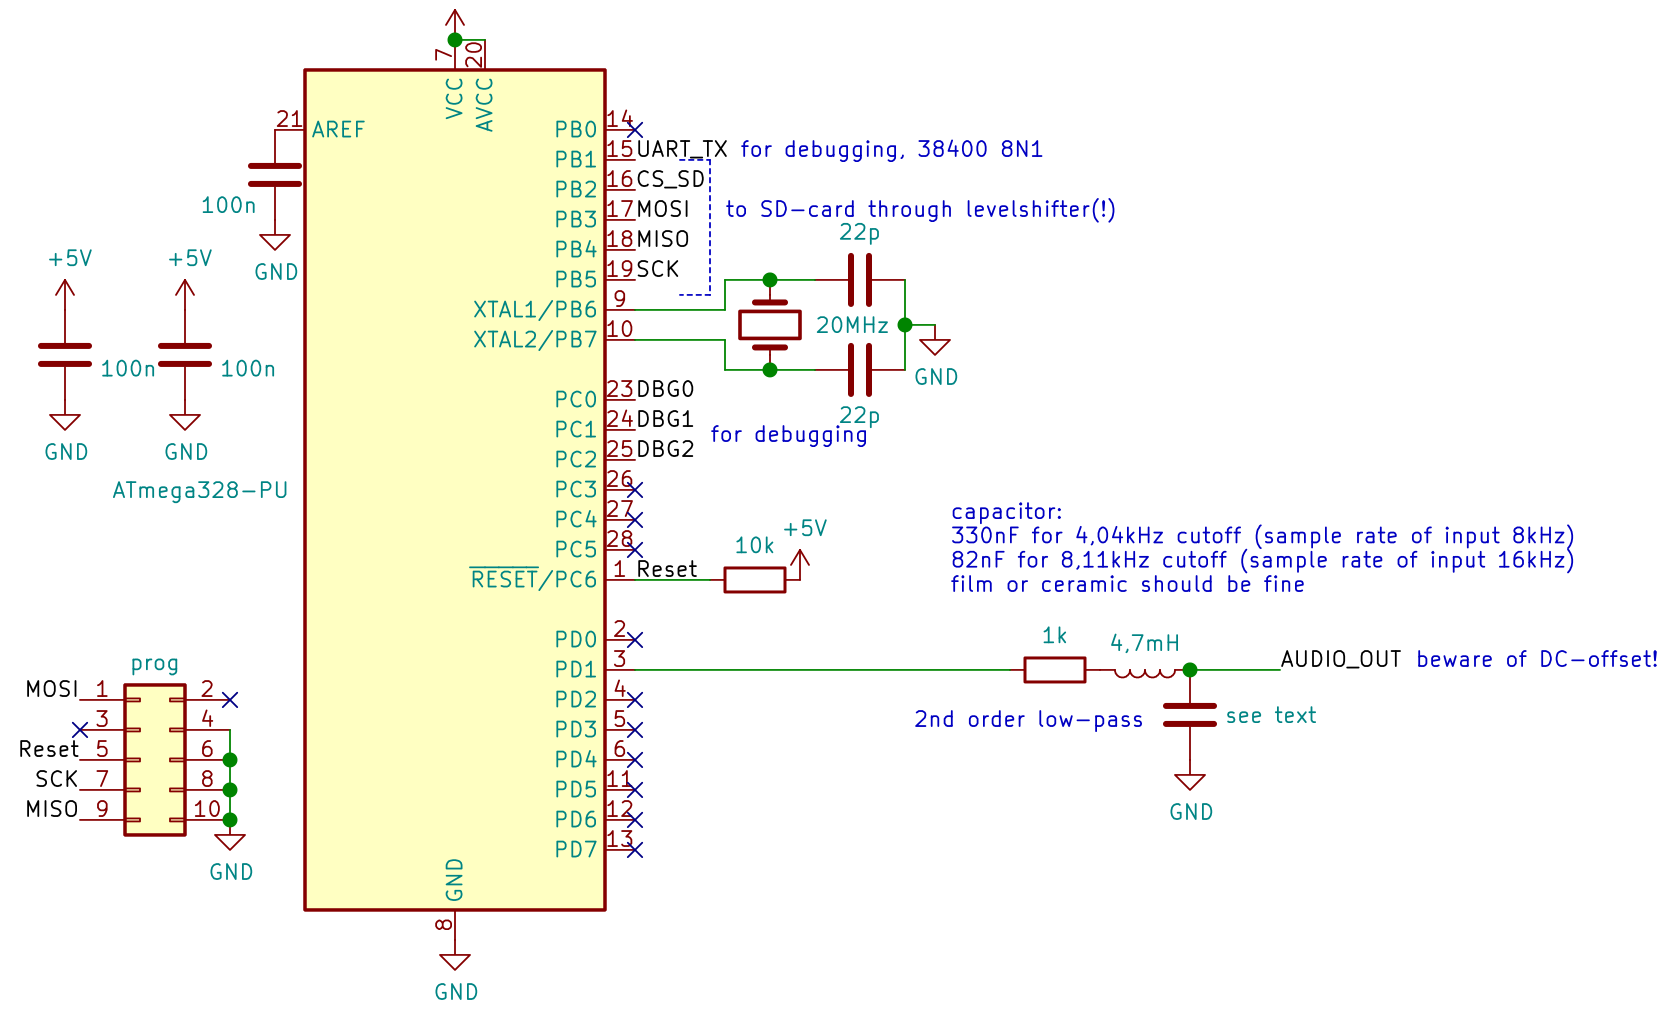 7
20
VCC
AVCC
21
AREF
100n
GND
+5V
100n
GND
+5V
100n
GND
ATmega328-PU
PB0 14
PB1 15 UART_TX for debugging, 38400 8N1
PB2 16 CS_SD
PB3 17 MOSI to SD-card through levelshifter(!)
PB4 18 MISO
PB5 19 SCK
XTAL1/PB6 9
XTAL2/PB7 10
22p
20MHz
22p
GND
PC0 23 DBG0
PC1 24 DBG1
PC2 25 DBG2
for debugging
PC3 26
PC4 27
PC5 28
RESET/PC6 1 Reset
10k
+5V
capacitor:
330nF for 4,04kHz cutoff (sample rate of input 8kHz)
82nF for 8,11kHz cutoff (sample rate of input 16kHz)
film or ceramic should be fine
PD0 2
PD1 3
1k
4,7mH
AUDIO_OUT beware of DC-offset!
2nd order low-pass
see text
GND
PD2 4
PD3 5
PD4 6
PD5 11
PD6 12
PD7 13
prog
MOSI 1 2
3 4
Reset 5 6
SCK 7 8
MISO 9 10
GND
GND
8
GND